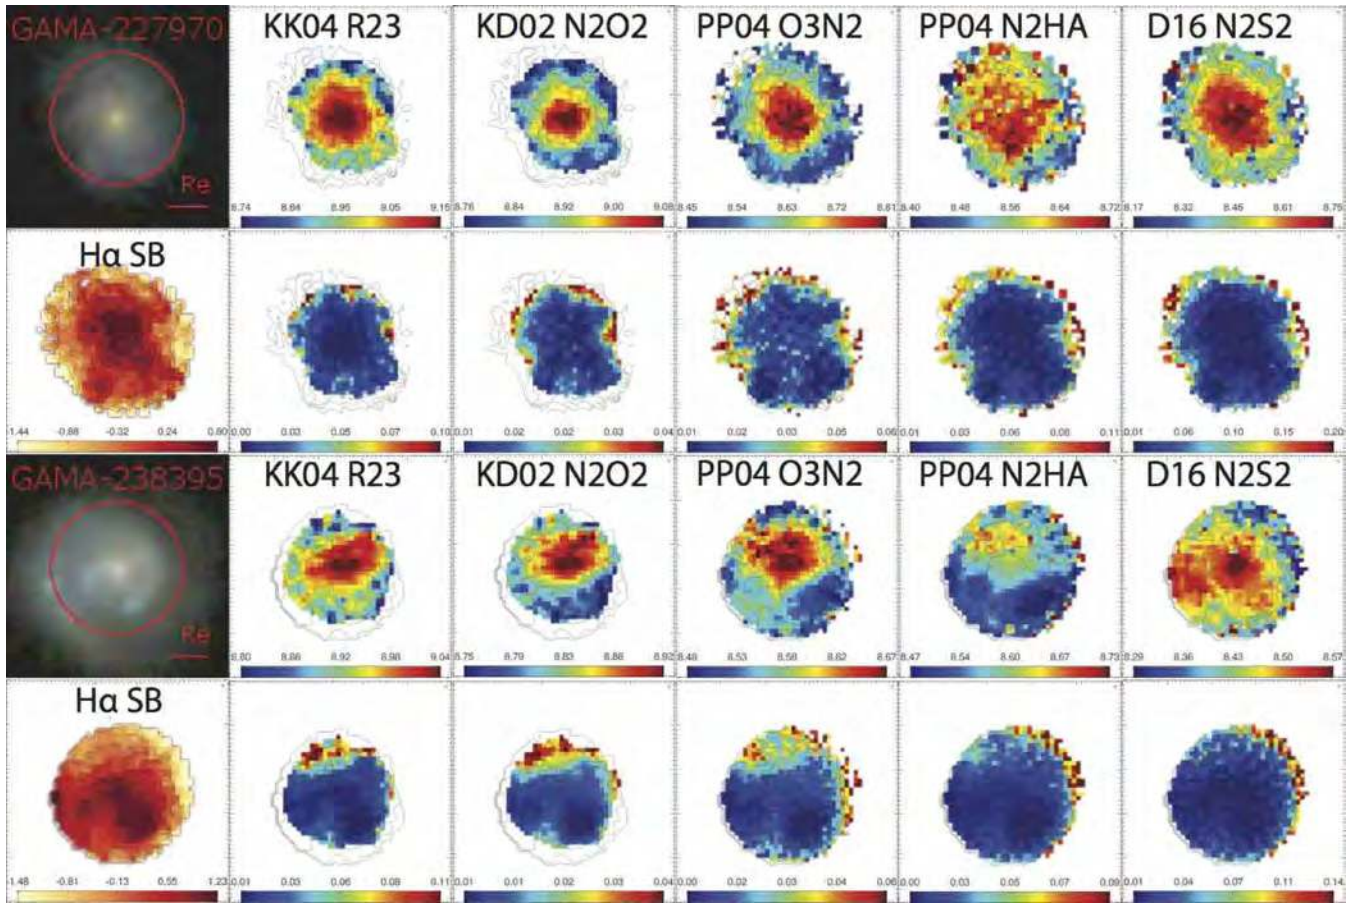 GAMA-227970 KK04 R23 KD02 N2O2 PP04 O3N2 PP04 N2HA D16 N2S2
Re
8.74 8.84 8.95 9.05 9.15 8.76 8.84 8.92 9.00 9.08 8.45 8.54 8.63 8.72 8.81 8.40 8.48 8.56 8.64 8.72 8.17 8.32 8.46 8.61 8.75
Hα SB
-1.44 -0.88 -0.32 0.24 0.80 0.00 0.03 0.05 0.07 0.10 0.01 0.02 0.02 0.03 0.04 0.01 0.02 0.03 0.05 0.06 0.01 0.03 0.06 0.08 0.11 0.01 0.06 0.10 0.15 0.20
GAMA-238395 KK04 R23 KD02 N2O2 PP04 O3N2 PP04 N2HA D16 N2S2
Re
8.80 8.86 8.92 8.98 9.04 8.75 8.79 8.83 8.88 8.92 8.48 8.53 8.58 8.62 8.67 8.47 8.54 8.60 8.67 8.73 8.29 8.36 8.43 8.50 8.57
Hα SB
-1.48 -0.81 -0.13 0.55 1.23 0.01 0.03 0.06 0.08 0.11 0.01 0.01 0.02 0.03 0.04 0.00 0.02 0.03 0.04 0.06 0.00 0.03 0.05 0.07 0.09 0.01 0.04 0.07 0.11 0.14